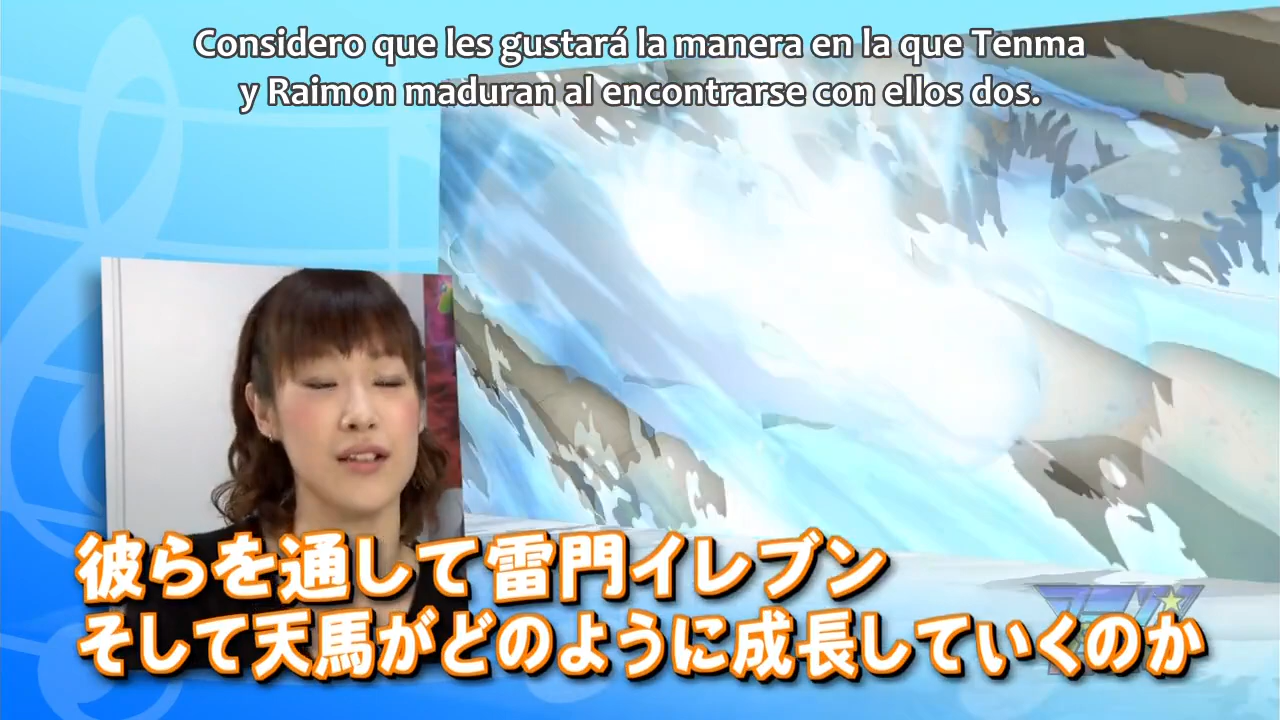 Considero que les gustará la manera en la que Tenma
y Raimon maduran al encontrarse con ellos dos.
彼らを通して雷門イレブン
そして天馬がどのように成長していくのか